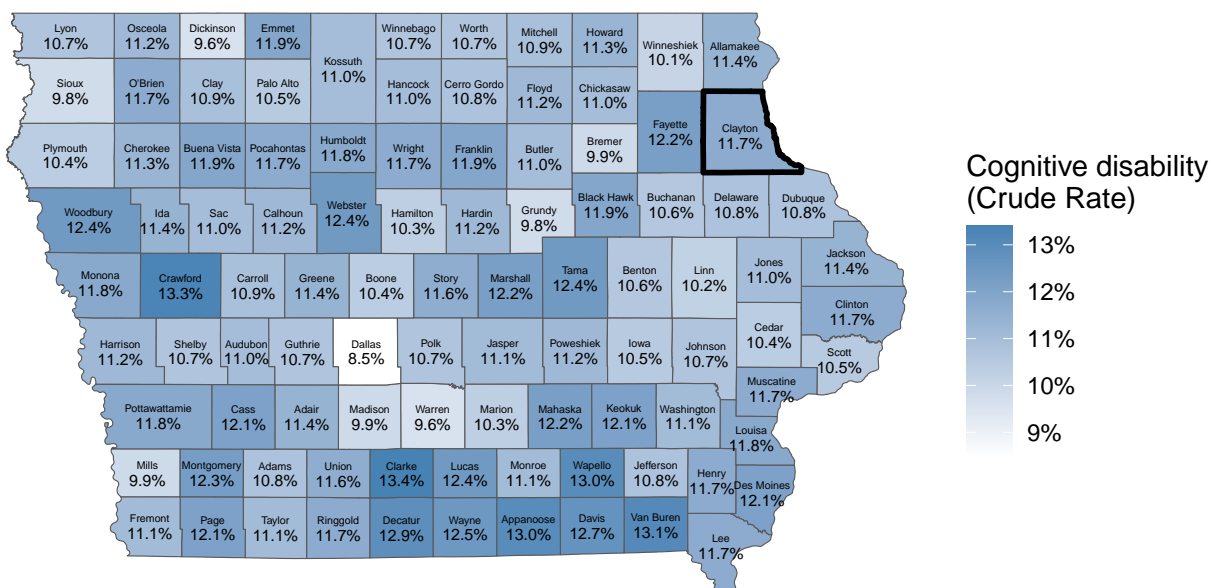 Lyon
10.7%
Osceola
11.2%
Dickinson
9.6%
Emmet
11.9%
Kossuth
11.0%
Winnebago
10.7%
Worth
10.7%
Mitchell
10.9%
Howard
11.3%
Winneshiek
10.1%
Allamakee
11.4%
Sioux
9.8%
O'Brien
11.7%
Clay
10.9%
Palo Alto
10.5%
Hancock
11.0%
Cerro Gordo
10.8%
Floyd
11.2%
Chickasaw
11.0%
Fayette
12.2%
Clayton
11.7%
Plymouth
10.4%
Cherokee
11.3%
Buena Vista
11.9%
Pocahontas
11.7%
Humboldt
11.8%
Wright
11.7%
Franklin
11.9%
Butler
11.0%
Bremer
9.9%
Woodbury
12.4%
Ida
11.4%
Sac
11.0%
Calhoun
11.2%
Webster
12.4%
Hamilton
10.3%
Hardin
11.2%
Grundy
9.8%
Black Hawk
11.9%
Buchanan
10.6%
Delaware
10.8%
Dubuque
10.8%
Monona
11.8%
Crawford
13.3%
Carroll
10.9%
Greene
11.4%
Boone
10.4%
Story
11.6%
Marshall
12.2%
Tama
12.4%
Benton
10.6%
Linn
10.2%
Jones
11.0%
Jackson
11.4%
Clinton
11.7%
Harrison
11.2%
Shelby
10.7%
Audubon
11.0%
Guthrie
10.7%
Dallas
8.5%
Polk
10.7%
Jasper
11.1%
Poweshiek
11.2%
Iowa
10.5%
Johnson
10.7%
Cedar
10.4%
Scott
10.5%
Muscatine
11.7%
Pottawattamie
11.8%
Cass
12.1%
Adair
11.4%
Madison
9.9%
Warren
9.6%
Marion
10.3%
Mahaska
12.2%
Keokuk
12.1%
Washington
11.1%
Louisa
11.8%
Mills
9.9%
Montgomery
12.3%
Adams
10.8%
Union
11.6%
Clarke
13.4%
Lucas
12.4%
Monroe
11.1%
Wapello
13.0%
Jefferson
10.8%
Henry
11.7%
Des Moines
12.1%
Fremont
11.1%
Page
12.1%
Taylor
11.1%
Ringgold
11.7%
Decatur
12.9%
Wayne
12.5%
Appanoose
13.0%
Davis
12.7%
Van Buren
13.1%
Lee
11.7%
Cognitive disability
(Crude Rate)
13%
12%
11%
10%
9%